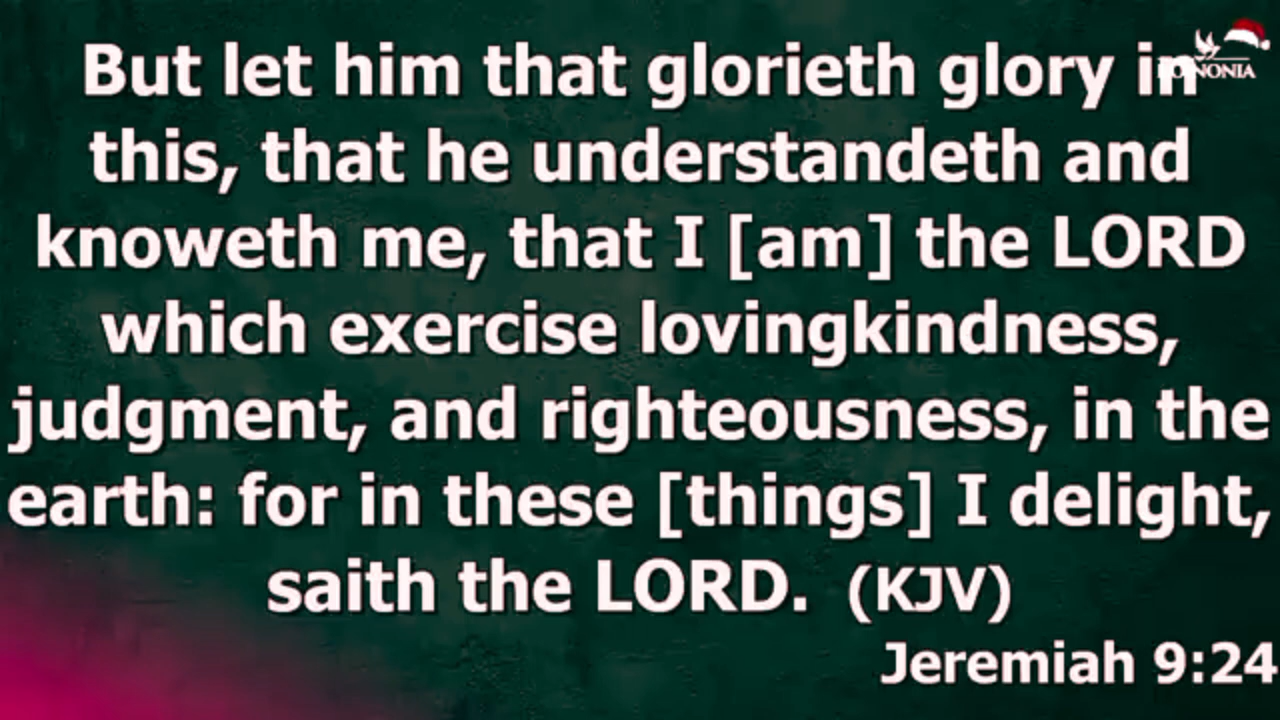 But let him that glorieth glory in
this, that he understandeth and
knoweth me, that I [am] the LORD
which exercise lovingkindness,
judgment, and righteousness, in the
earth: for in these [things] I delight,
saith the LORD. (KJV)
Jeremiah 9:24